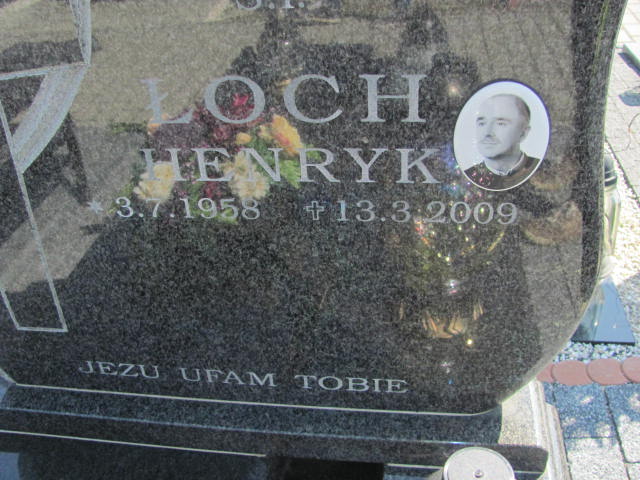 Ś.P.
ŁOCH
HENRYK
* 3.7.1958 ✝ 13.3.2009
JEZU UFAM TOBIE